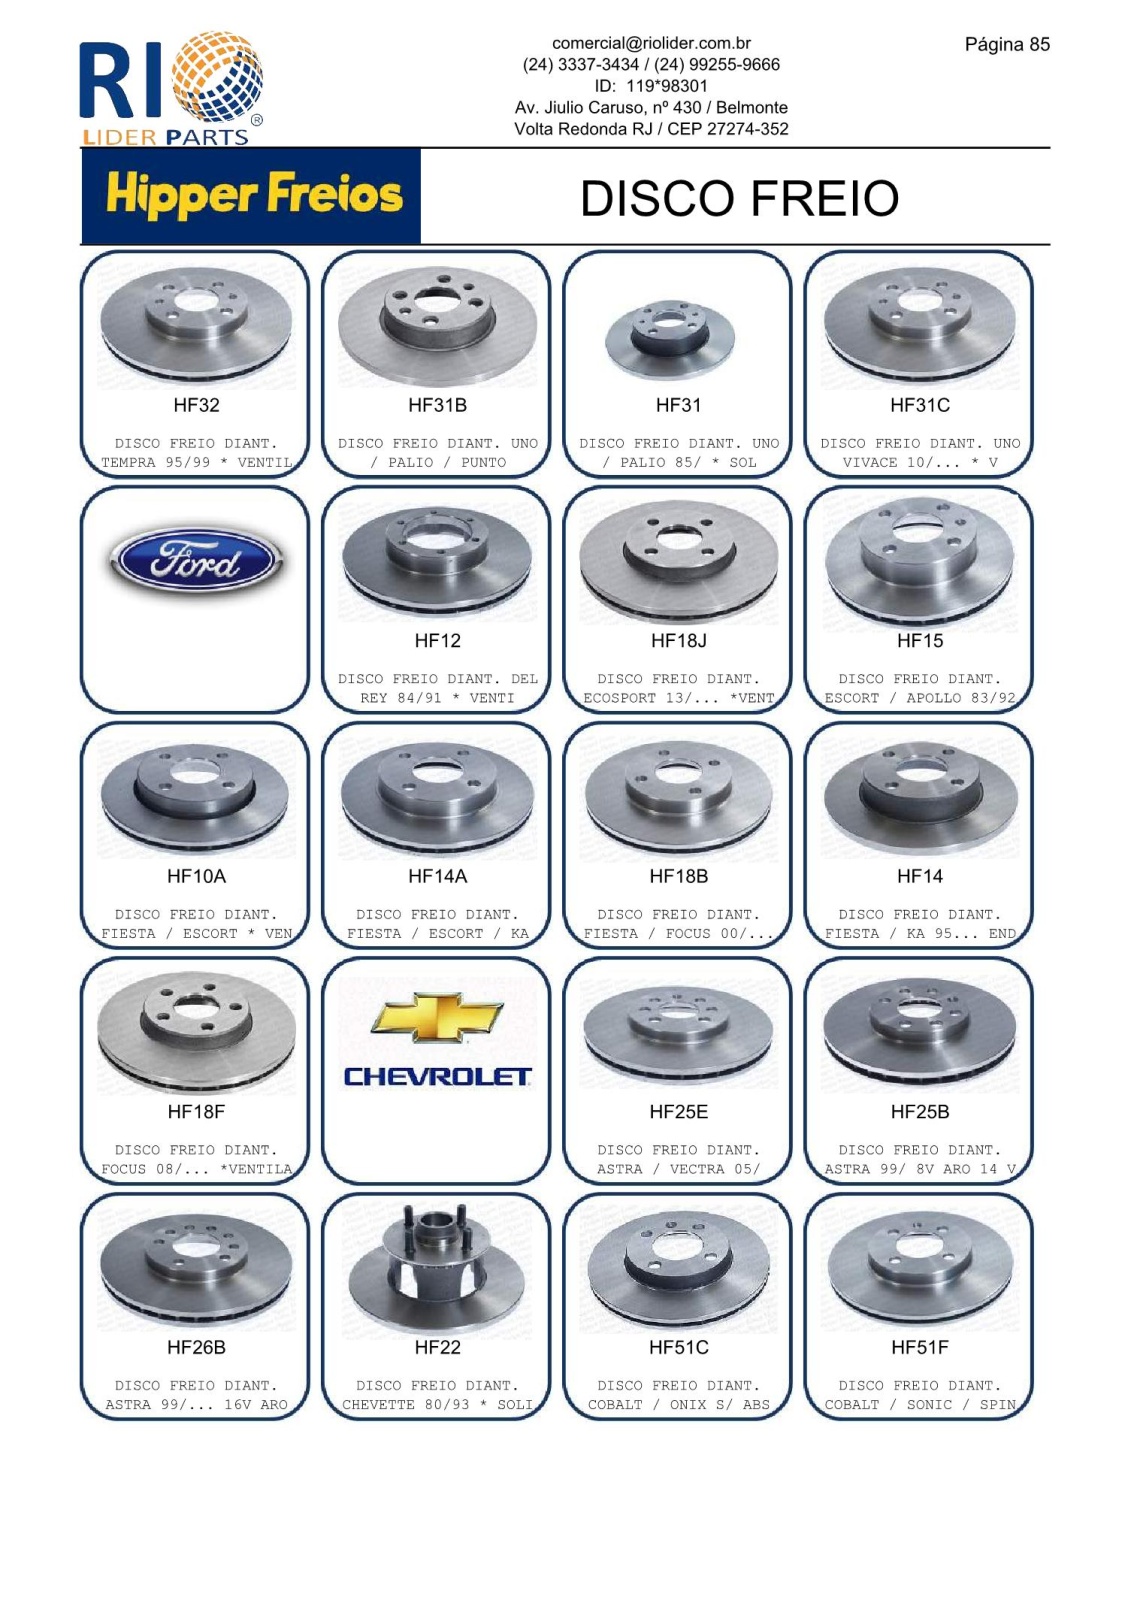 RIO
LIDER PARTS
®
comercial@riolider.com.br
(24) 3337-3434 / (24) 99255-9666
ID: 119*98301
Av. Jiulio Caruso, nº 430 / Belmonte
Volta Redonda RJ / CEP 27274-352
Página 85
Hipper Freios
DISCO FREIO
HF32
DISCO FREIO DIANT.
TEMPRA 95/99 * VENTIL
HF31B
DISCO FREIO DIANT. UNO
/ PALIO / PUNTO
HF31
DISCO FREIO DIANT. UNO
/ PALIO 85/ * SOL
HF31C
DISCO FREIO DIANT. UNO
VIVACE 10/... * V
Ford
HF12
DISCO FREIO DIANT. DEL
REY 84/91 * VENTI
HF18J
DISCO FREIO DIANT.
ECOSPORT 13/... *VENT
HF15
DISCO FREIO DIANT.
ESCORT / APOLLO 83/92
HF10A
DISCO FREIO DIANT.
FIESTA / ESCORT * VEN
HF14A
DISCO FREIO DIANT.
FIESTA / ESCORT / KA
HF18B
DISCO FREIO DIANT.
FIESTA / FOCUS 00/...
HF14
DISCO FREIO DIANT.
FIESTA / KA 95... END
HF18F
DISCO FREIO DIANT.
FOCUS 08/... *VENTILA
CHEVROLET
HF25E
DISCO FREIO DIANT.
ASTRA / VECTRA 05/
HF25B
DISCO FREIO DIANT.
ASTRA 99/ 8V ARO 14 V
HF26B
DISCO FREIO DIANT.
ASTRA 99/... 16V ARO
HF22
DISCO FREIO DIANT.
CHEVETTE 80/93 * SOLI
HF51C
DISCO FREIO DIANT.
COBALT / ONIX S/ ABS
HF51F
DISCO FREIO DIANT.
COBALT / SONIC / SPIN